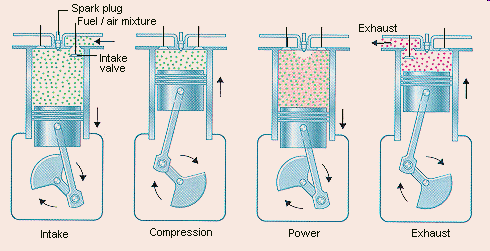 Spark plug
Fuel / air mixture
Intake
valve
Exhaust
Intake
Compression
Power
Exhaust